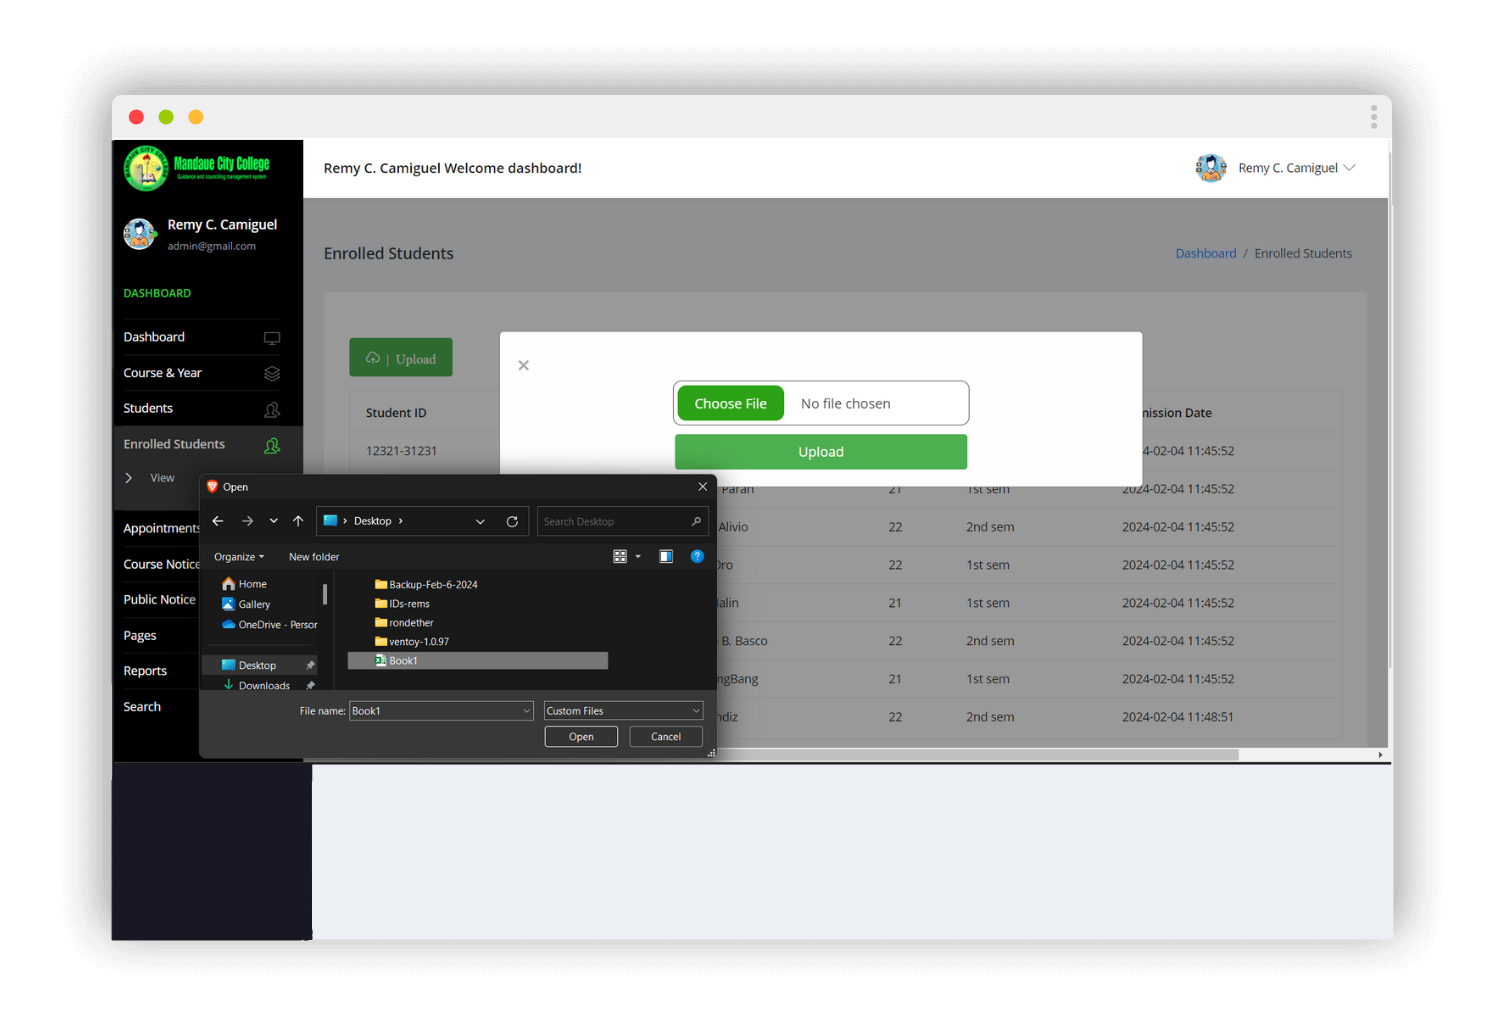 Mandaue City College
Guidance and counciling management system
Remy C. Camiguel Welcome dashboard!
Remy C. Camiguel
Remy C. Camiguel
admin@gmail.com
DASHBOARD
Dashboard
Course & Year
Students
Enrolled Students
View
Appointments
Course Notice
Public Notice
Pages
Reports
Search
Enrolled Students
Dashboard / Enrolled Students
| Upload
Choose File No file chosen
Upload
Student ID
mission Date
12321-31231
4-02-04 11:45:52
Paran 21 1st sem 2024-02-04 11:45:52
Alivio 22 2nd sem 2024-02-04 11:45:52
Oro 22 1st sem 2024-02-04 11:45:52
alin 21 1st sem 2024-02-04 11:45:52
B. Basco 22 2nd sem 2024-02-04 11:45:52
ngBang 21 1st sem 2024-02-04 11:45:52
diz 22 2nd sem 2024-02-04 11:48:51
Open
Desktop
Search Desktop
Organize New folder
Home
Gallery
OneDrive - Persor
Desktop
Downloads
Backup-Feb-6-2024
IDs-rems
rondether
ventoy-1.0.97
Book1
File name: Book1 Custom Files
Open Cancel